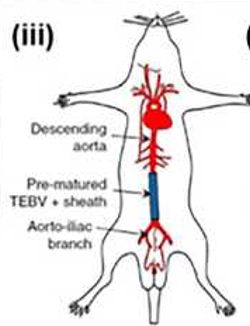 (iii)
Descending
aorta
Pre-matured
TEBV + sheath
Aorto-iliac
branch